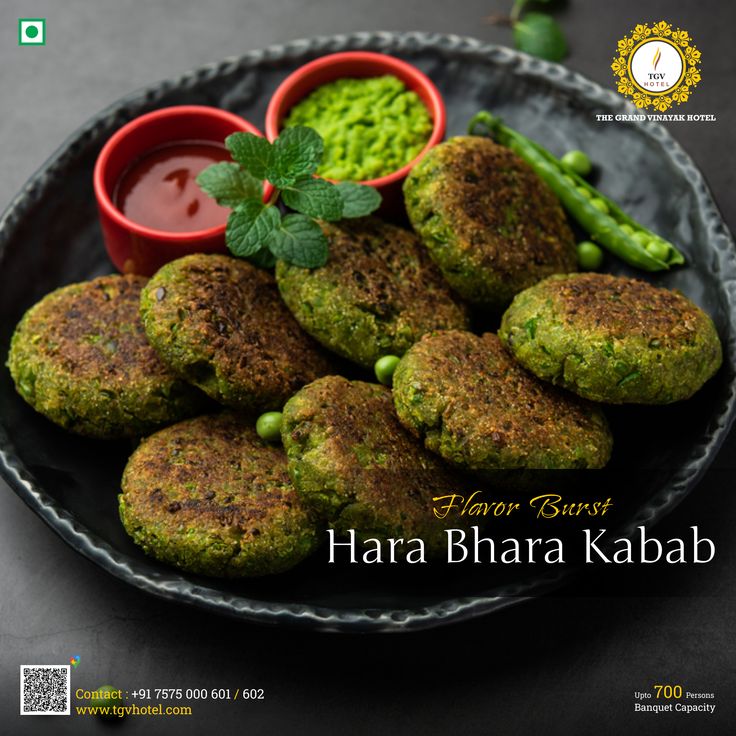 TGV
HOTEL
THE GRAND VINAYAK HOTEL
Flavor Burst
Hara Bhara Kabab
Contact : +91 7575 000 601 / 602
www.tgvhotel.com
Upto 700 Persons
Banquet Capacity